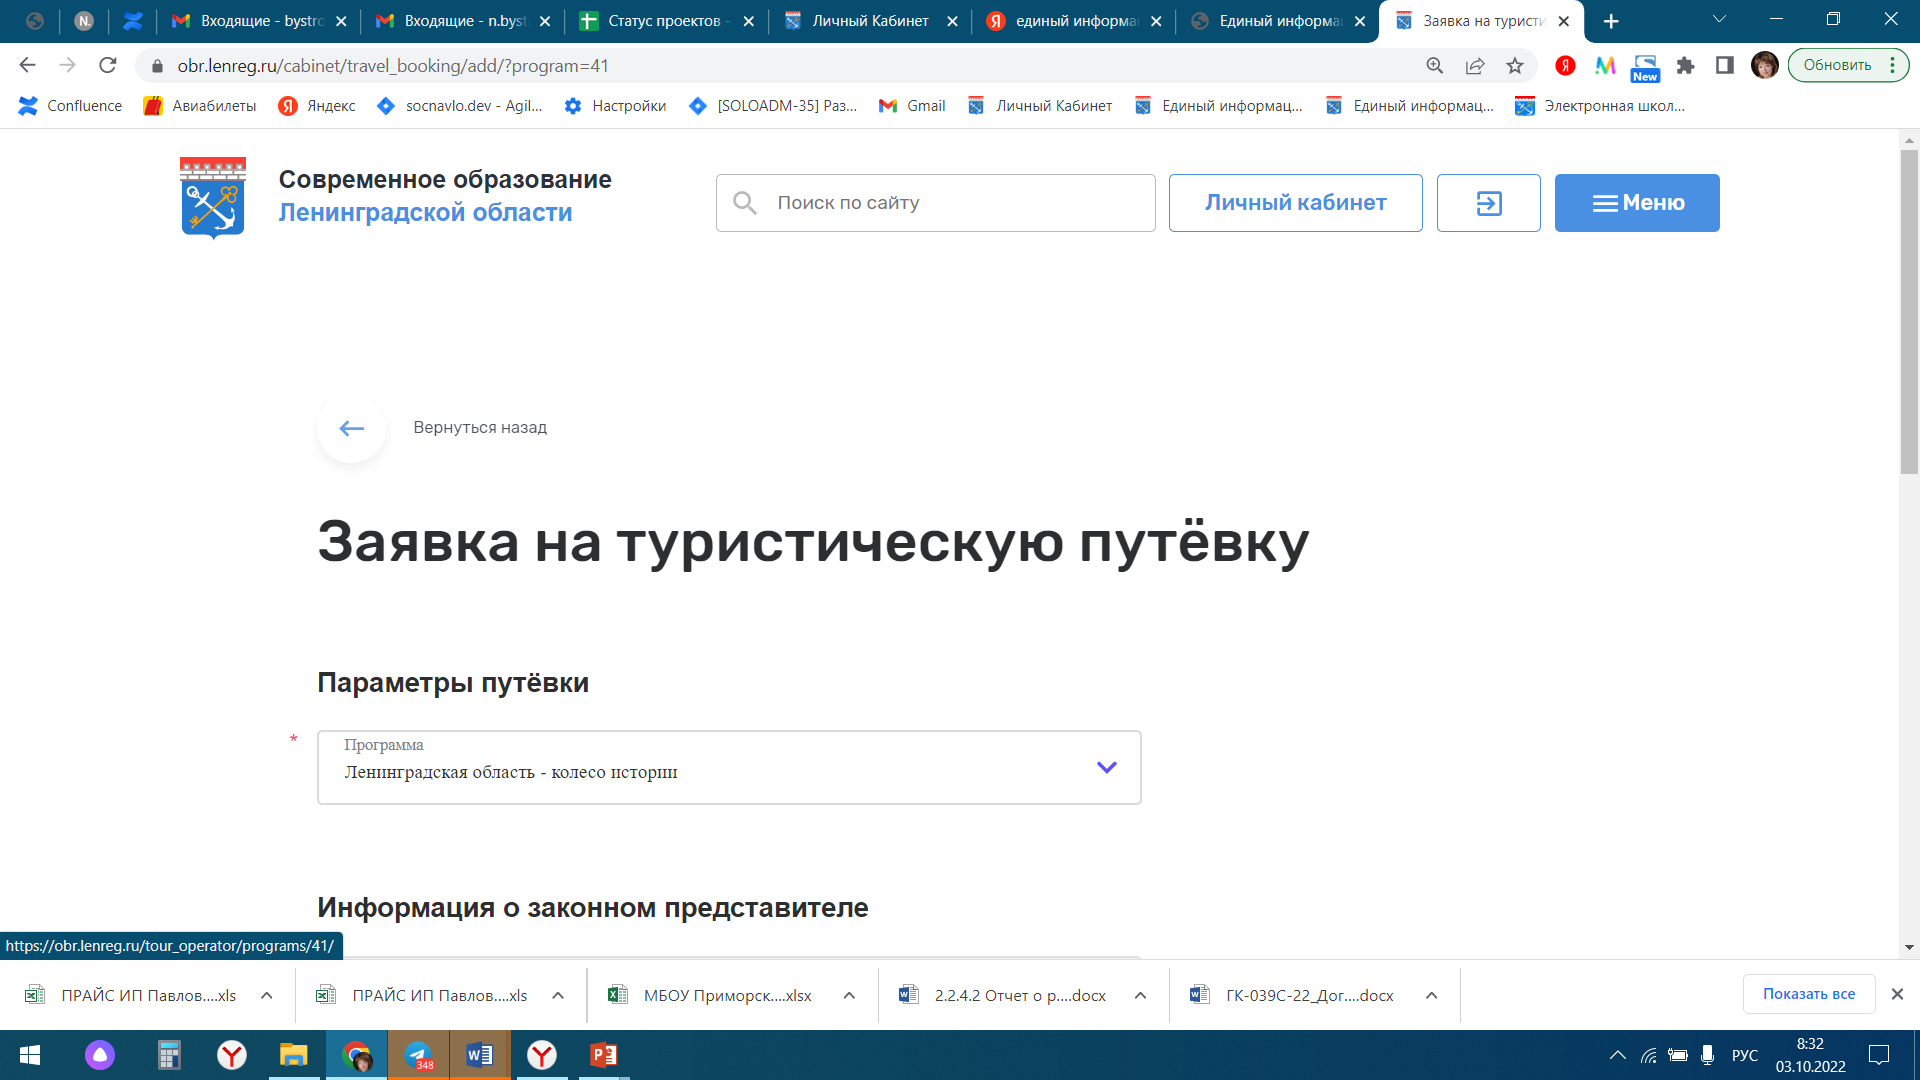 Входящие - bystro
Входящие - n.byst
Статус проектов -
Личный Кабинет
единый информа
Единый информа
Заявка на туристи
obr.lenreg.ru/cabinet/travel_booking/add/?program=41
New
Обновить
Confluence
Авиабилеты
Яндекс
socnavlo.dev - Agil...
Настройки
[SOLOADM-35] Раз...
Gmail
Личный Кабинет
Единый информац...
Единый информац...
Электронная школ...
Современное образование
Ленинградской области
Поиск по сайту
Личный кабинет
Меню
Вернуться назад
Заявка на туристическую путёвку
Параметры путёвки
*
Программа
Ленинградская область - колесо истории
Информация о законном представителе
https://obr.lenreg.ru/tour_operator/programs/41/
ПРАЙС ИП Павлов....xls
ПРАЙС ИП Павлов....xls
МБОУ Приморск....xlsx
2.2.4.2 Отчет о р....docx
ГК-039С-22_Дог....docx
Показать все
348
РУС
8:32
03.10.2022